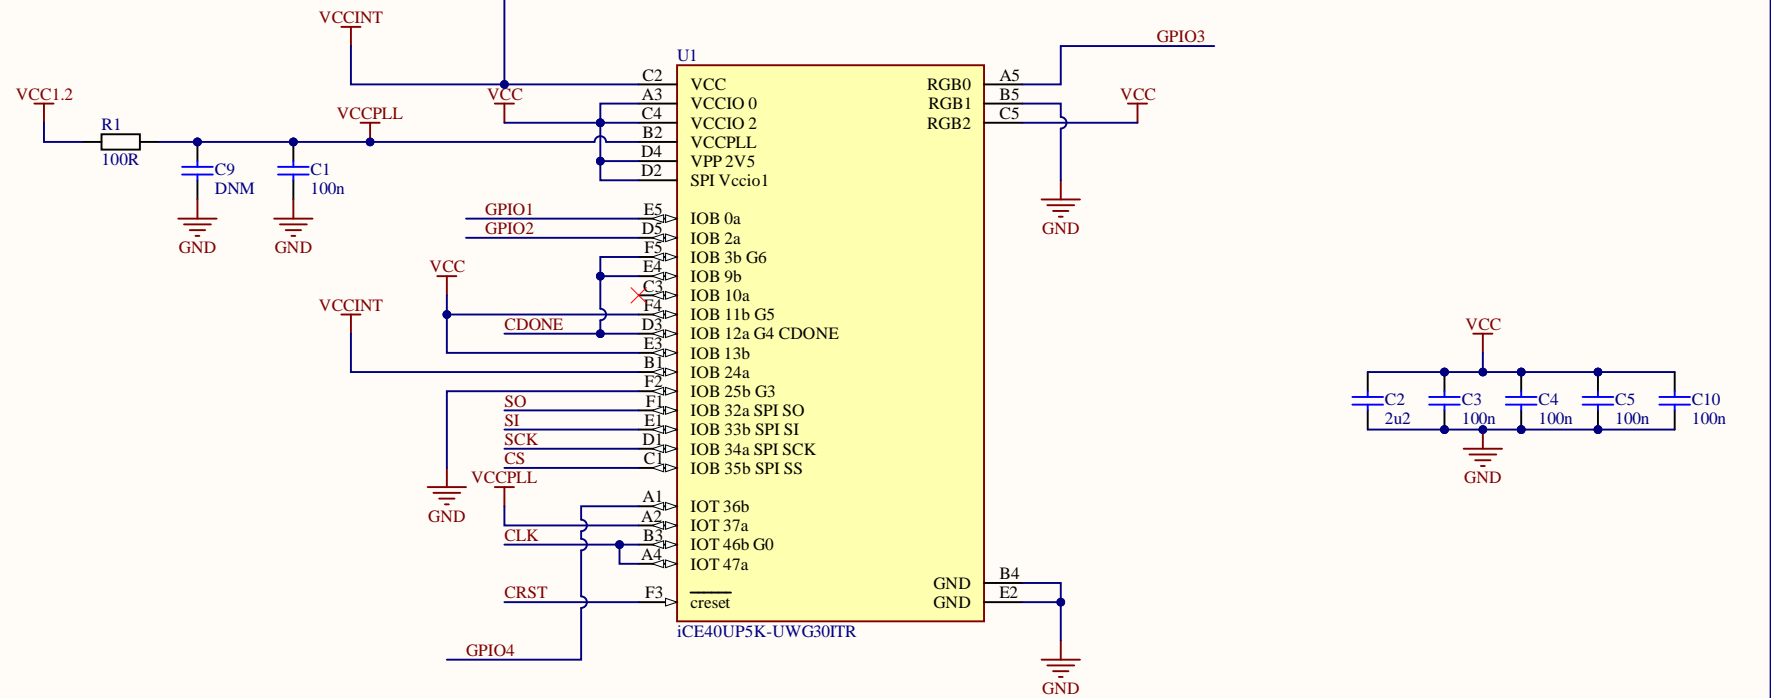 VCCINT
VCC1.2
R1
100R
VCCPLL
VCC
C9
DNM
C1
100n
GND
GND
U1
C2 VCC
A3 VCCIO 0
C4 VCCIO 2
B2 VCCPLL
D4 VPP 2V5
D2 SPI Vccio1
GPIO1 E5 IOB 0a
GPIO2 D5 IOB 2a
F5 IOB 3b G6
E4 IOB 9b
C3 IOB 10a
F4 IOB 11b G5
CDONE D3 IOB 12a G4 CDONE
E3 IOB 13b
B1 IOB 24a
F2 IOB 25b G3
SO F1 IOB 32a SPI SO
SI E1 IOB 33b SPI SI
SCK D1 IOB 34a SPI SCK
CS C1 IOB 35b SPI SS
VCC
VCCINT
GND
VCCPLL
A1 IOT 36b
A2 IOT 37a
CLK B3 IOT 46b G0
A4 IOT 47a
CRST F3 creset
GPIO4
iCE40UP5K-UWG30ITR
RGB0 A5 GPIO3
RGB1 B5
RGB2 C5 VCC
GND
GND B4
GND E2
GND
VCC
C2
2u2
C3
100n
C4
100n
C5
100n
C10
100n
GND